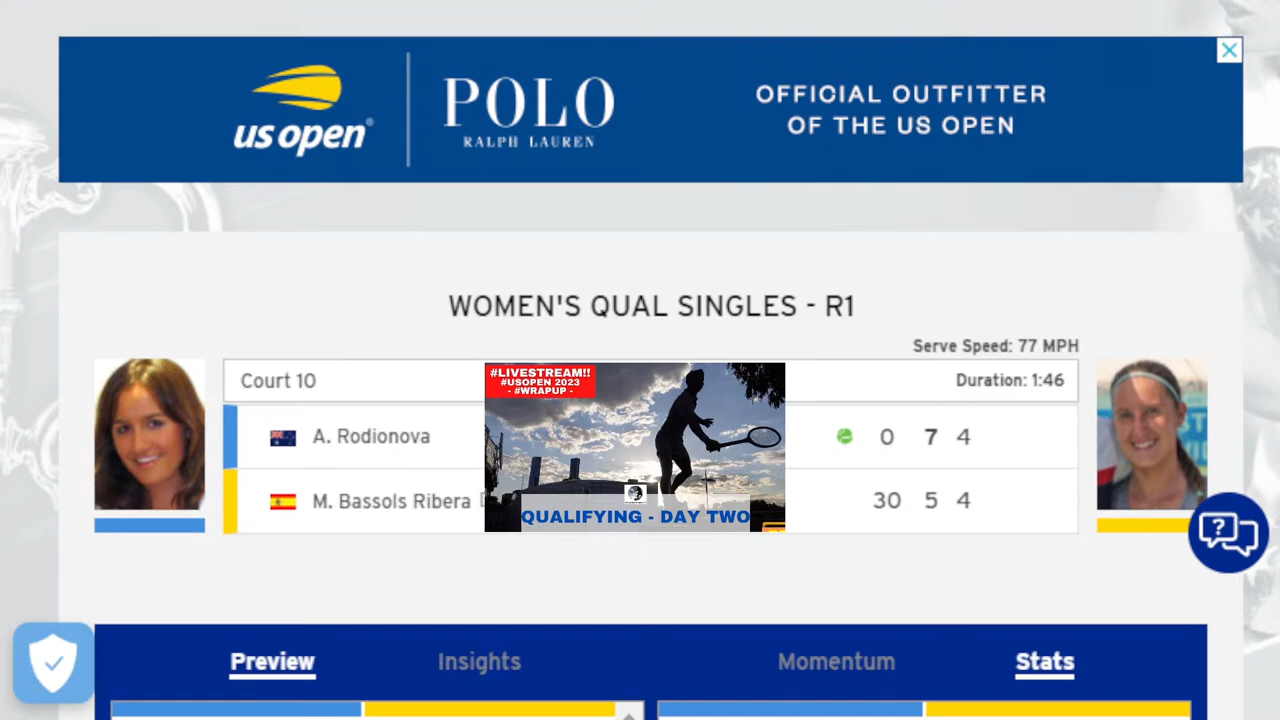 us open®
POLO
RALPH LAUREN
OFFICIAL OUTFITTER
OF THE US OPEN
WOMEN'S QUAL SINGLES - R1
Serve Speed: 77 MPH
Court 10
Duration: 1:46
#LIVESTREAM!!
#USOPEN 2023
- #WRAPUP -
A. Rodionova
0 7 4
M. Bassols Ribera
30 5 4
QUALIFYING - DAY TWO
Preview
Insights
Momentum
Stats